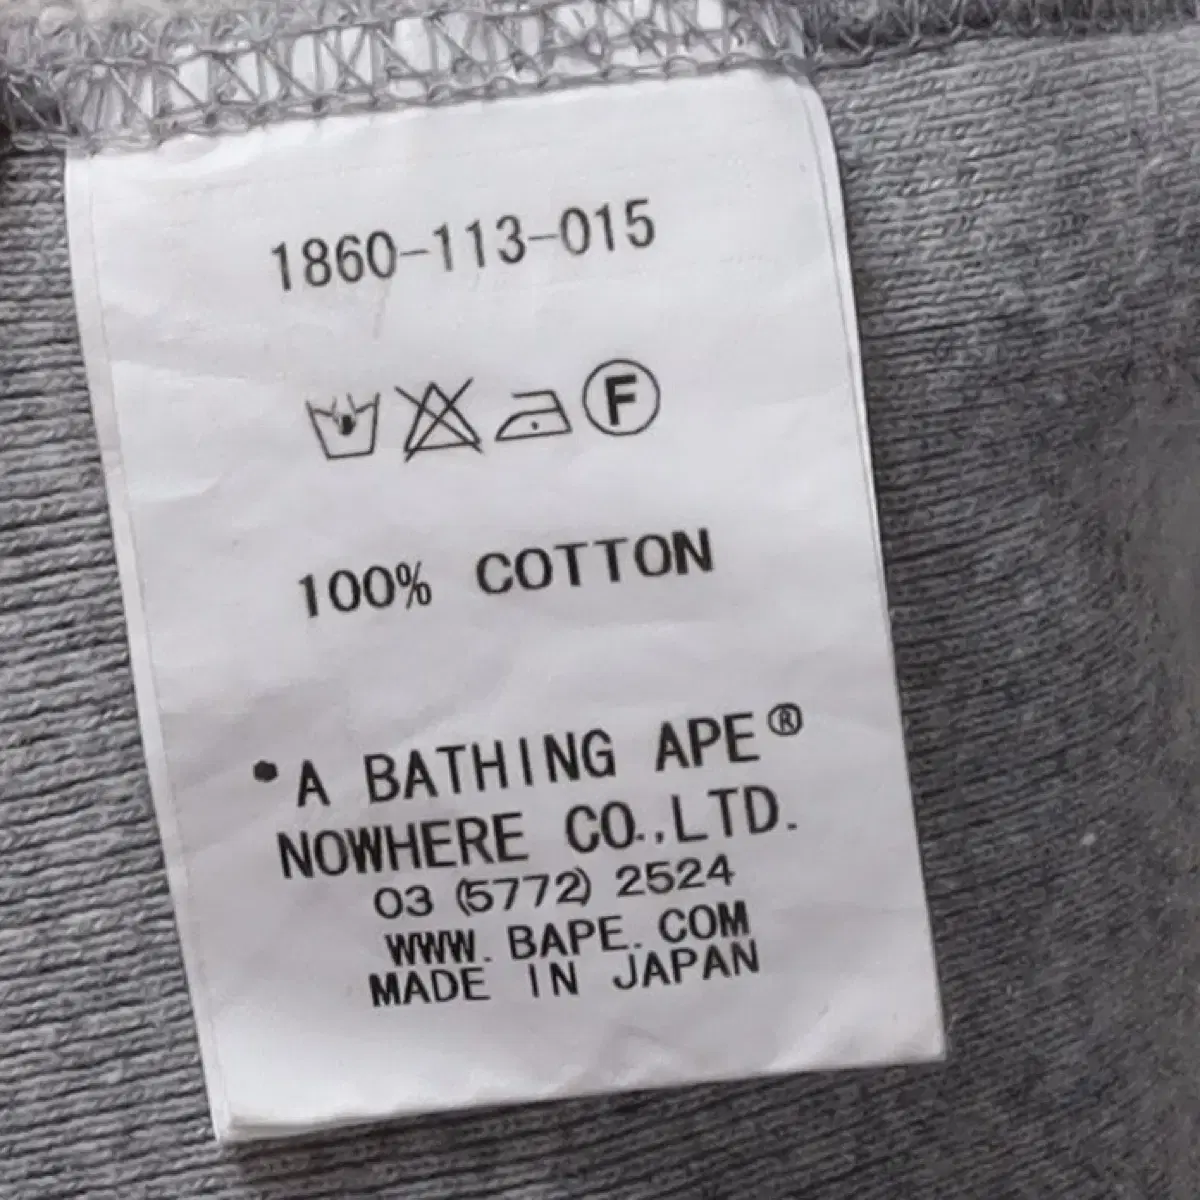 1860-113-015
F
100% COTTON
•A BATHING APE®
NOWHERE CO.,LTD.
03 (5772) 2524
WWW.BAPE.COM
MADE IN JAPAN